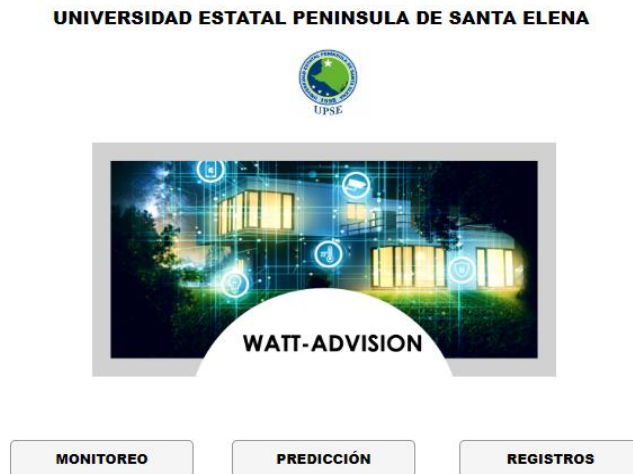 UNIVERSIDAD ESTATAL PENINSULA DE SANTA ELENA
UPSE
WATT-ADVISION
MONITOREO
PREDICCIÓN
REGISTROS